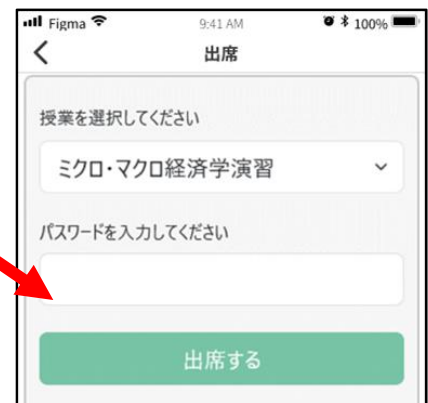 Figma 9:41 AM 100%
出席
授業を選択してください
ミクロ・マクロ経済学演習
パスワードを入力してください
出席する